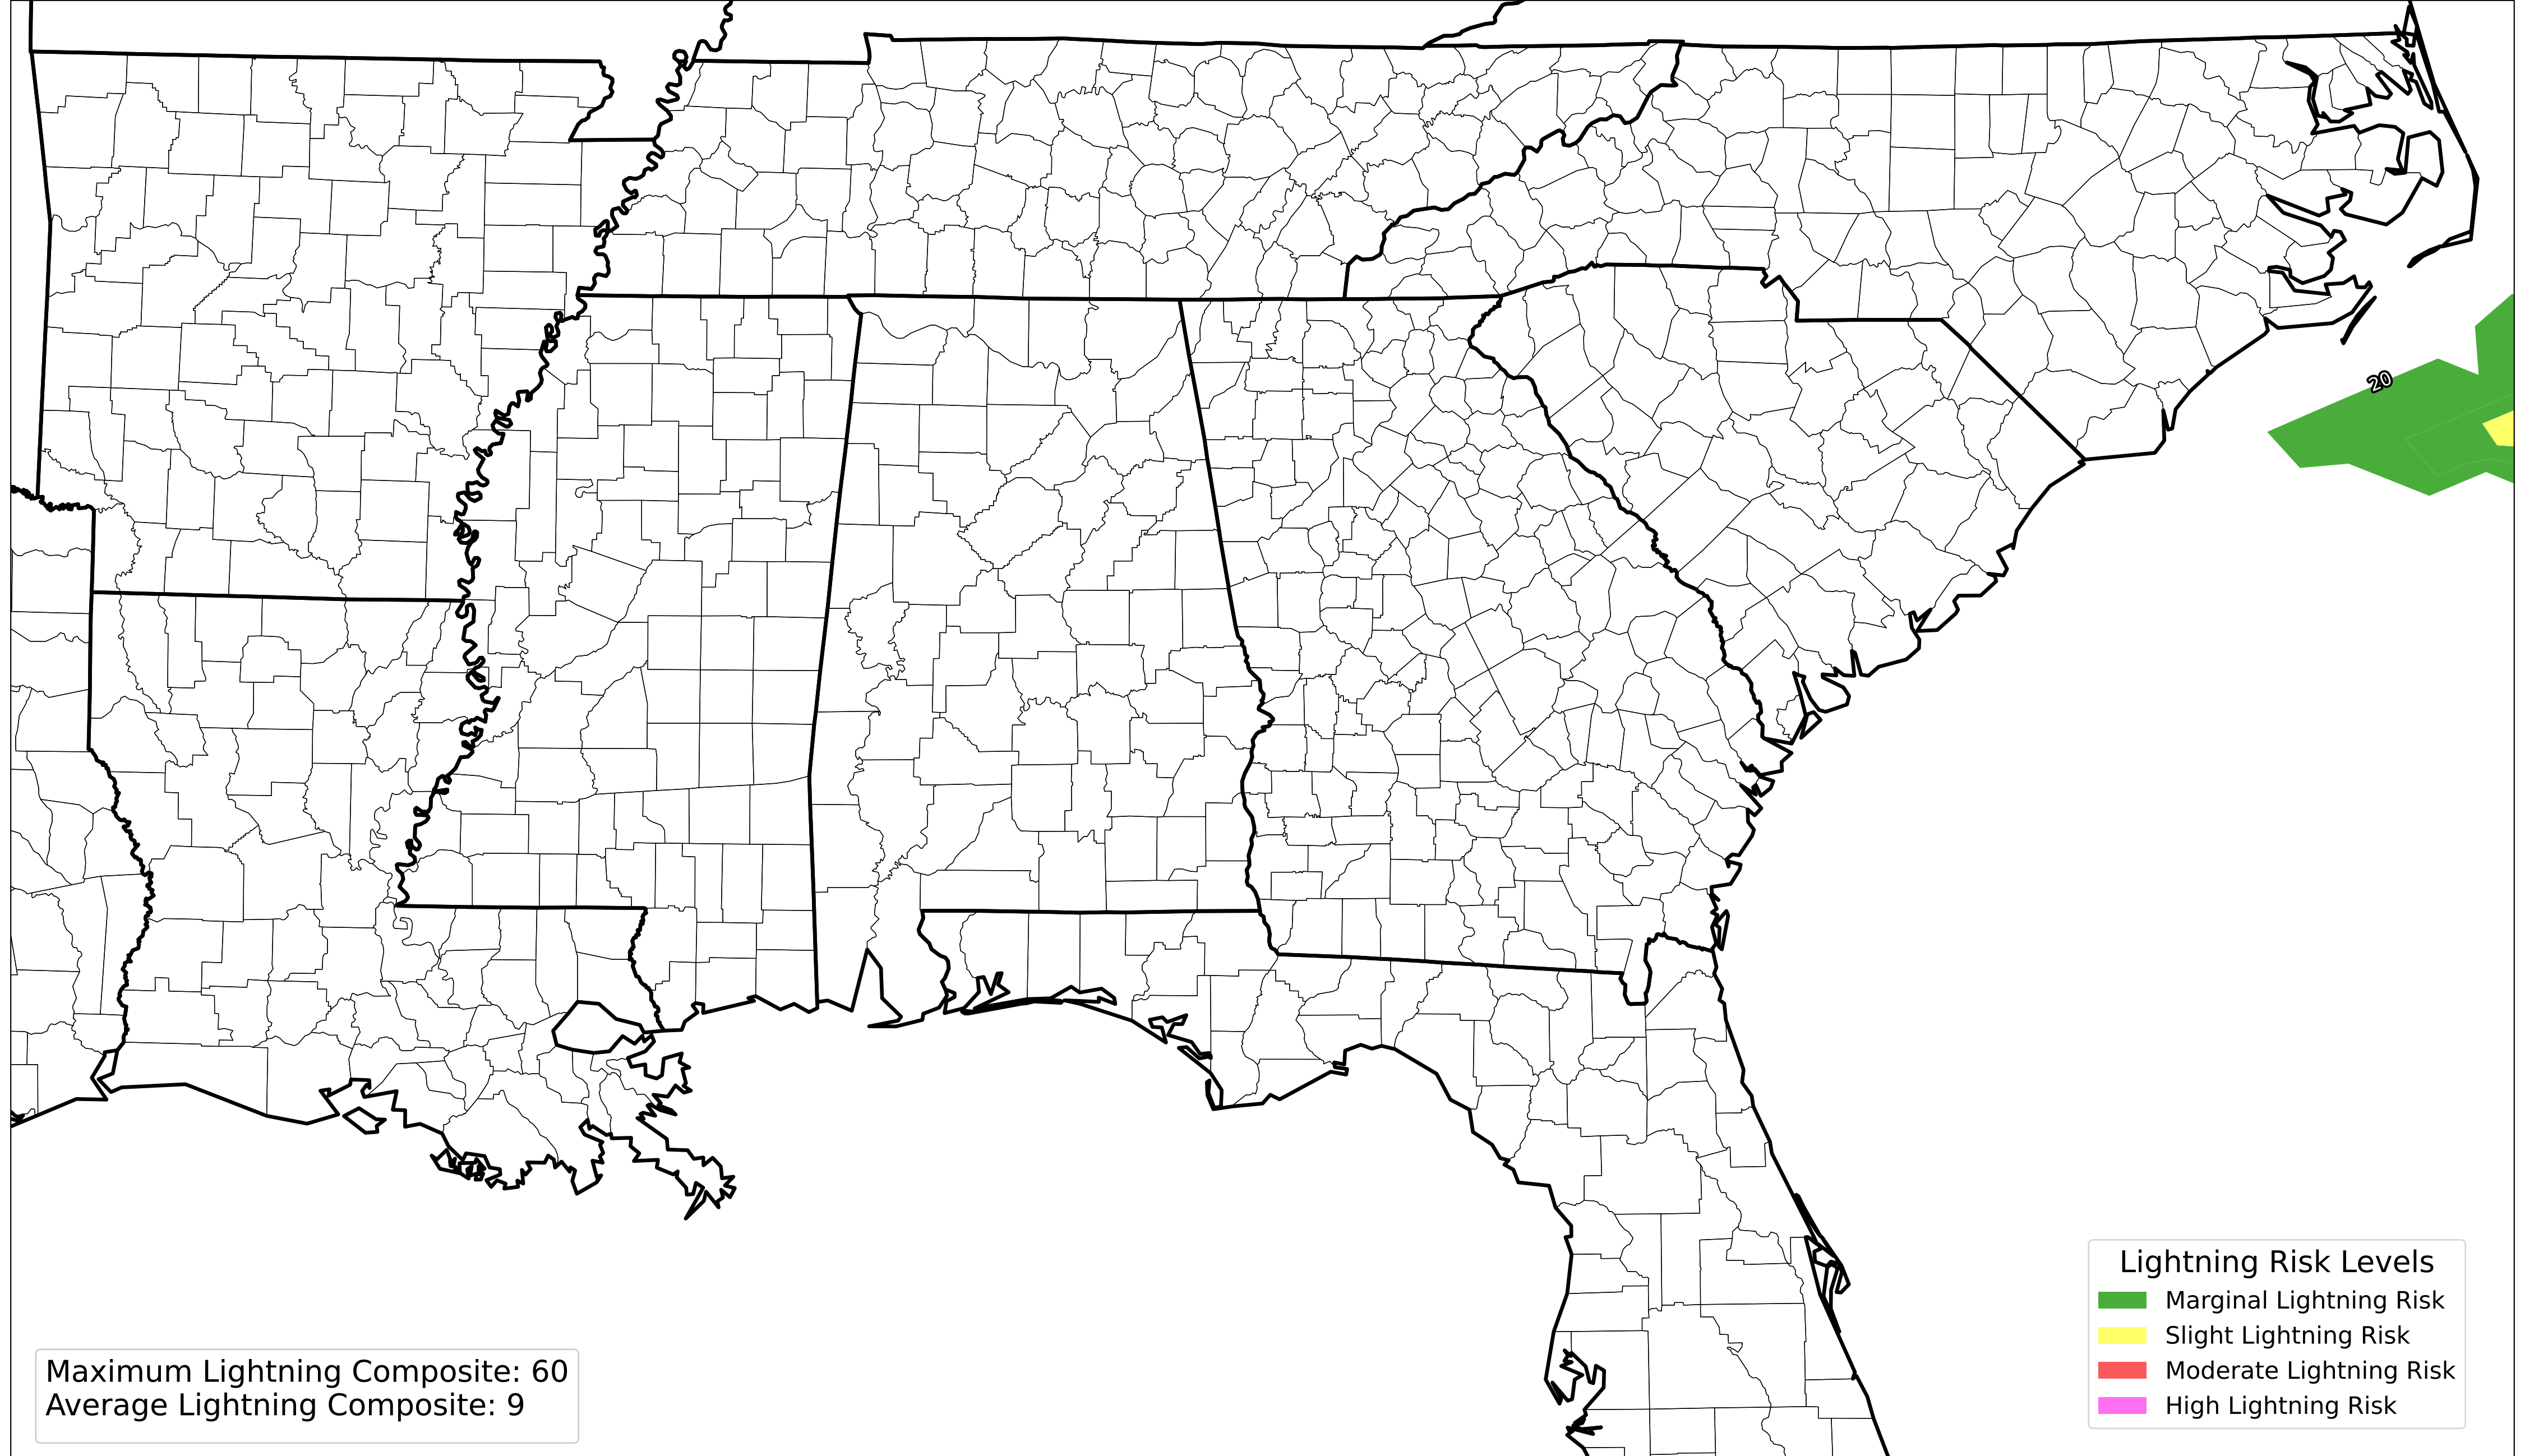 20
Lightning Risk Levels
Marginal Lightning Risk
Slight Lightning Risk
Moderate Lightning Risk
High Lightning Risk
Maximum Lightning Composite: 60
Average Lightning Composite: 9